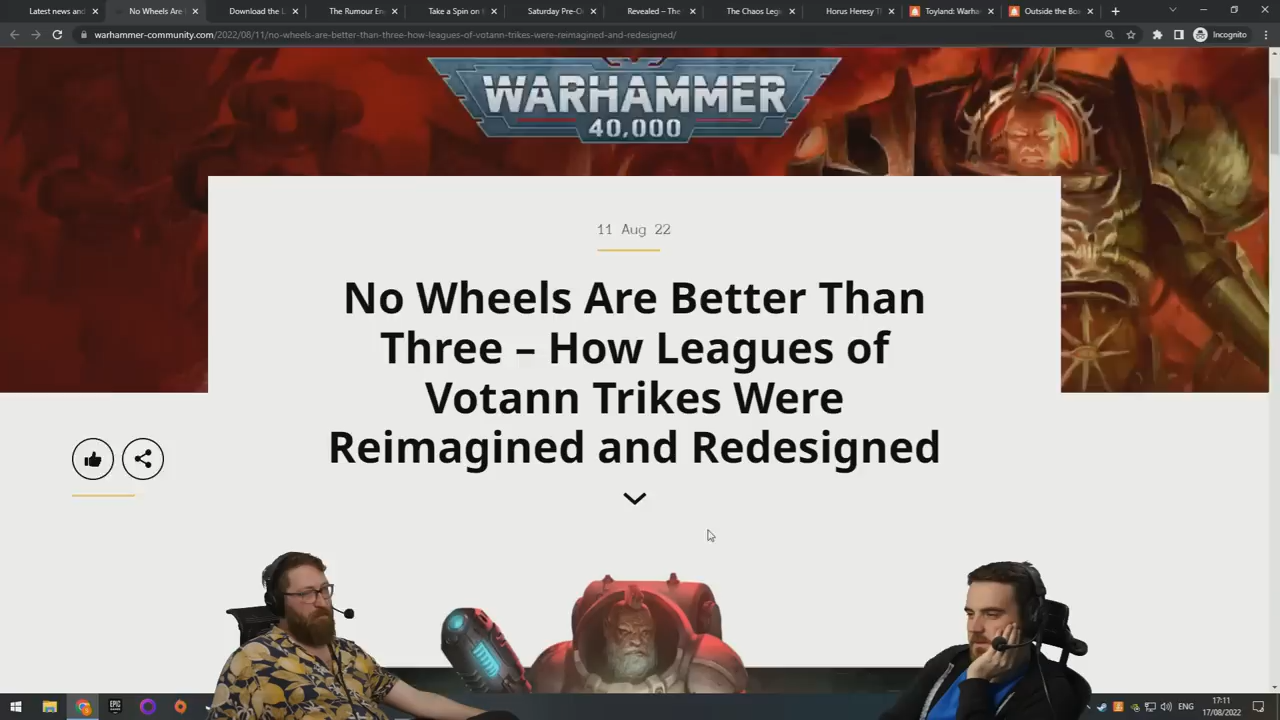 Latest news and
No Wheels Are
Download the L
The Rumour En
Take a Spin on
Saturday Pre-O
Revealed – The
The Chaos Leg
Horus Heresy T
Toyland: Warha
Outside the Bo
warhammer-community.com/2022/08/11/no-wheels-are-better-than-three-how-leagues-of-votann-trikes-were-reimagined-and-redesigned/
Incognito
WARHAMMER
40,000
11 Aug 22
No Wheels Are Better Than
Three – How Leagues of
Votann Trikes Were
Reimagined and Redesigned
EPIC
ENG
17:11
17/08/2022